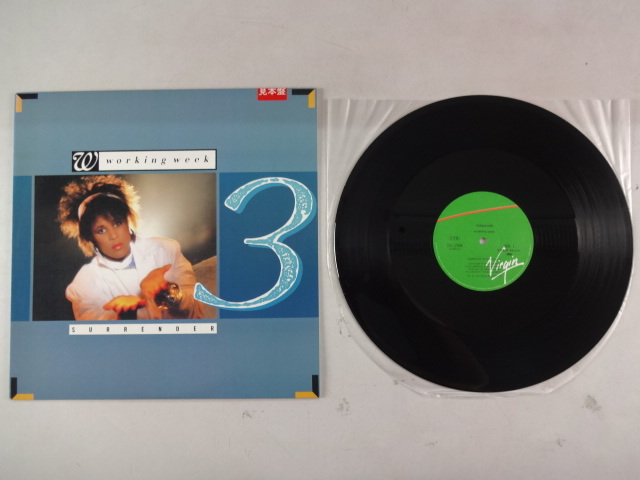 見本盤
W working week
3
SURRENDER
Virgin